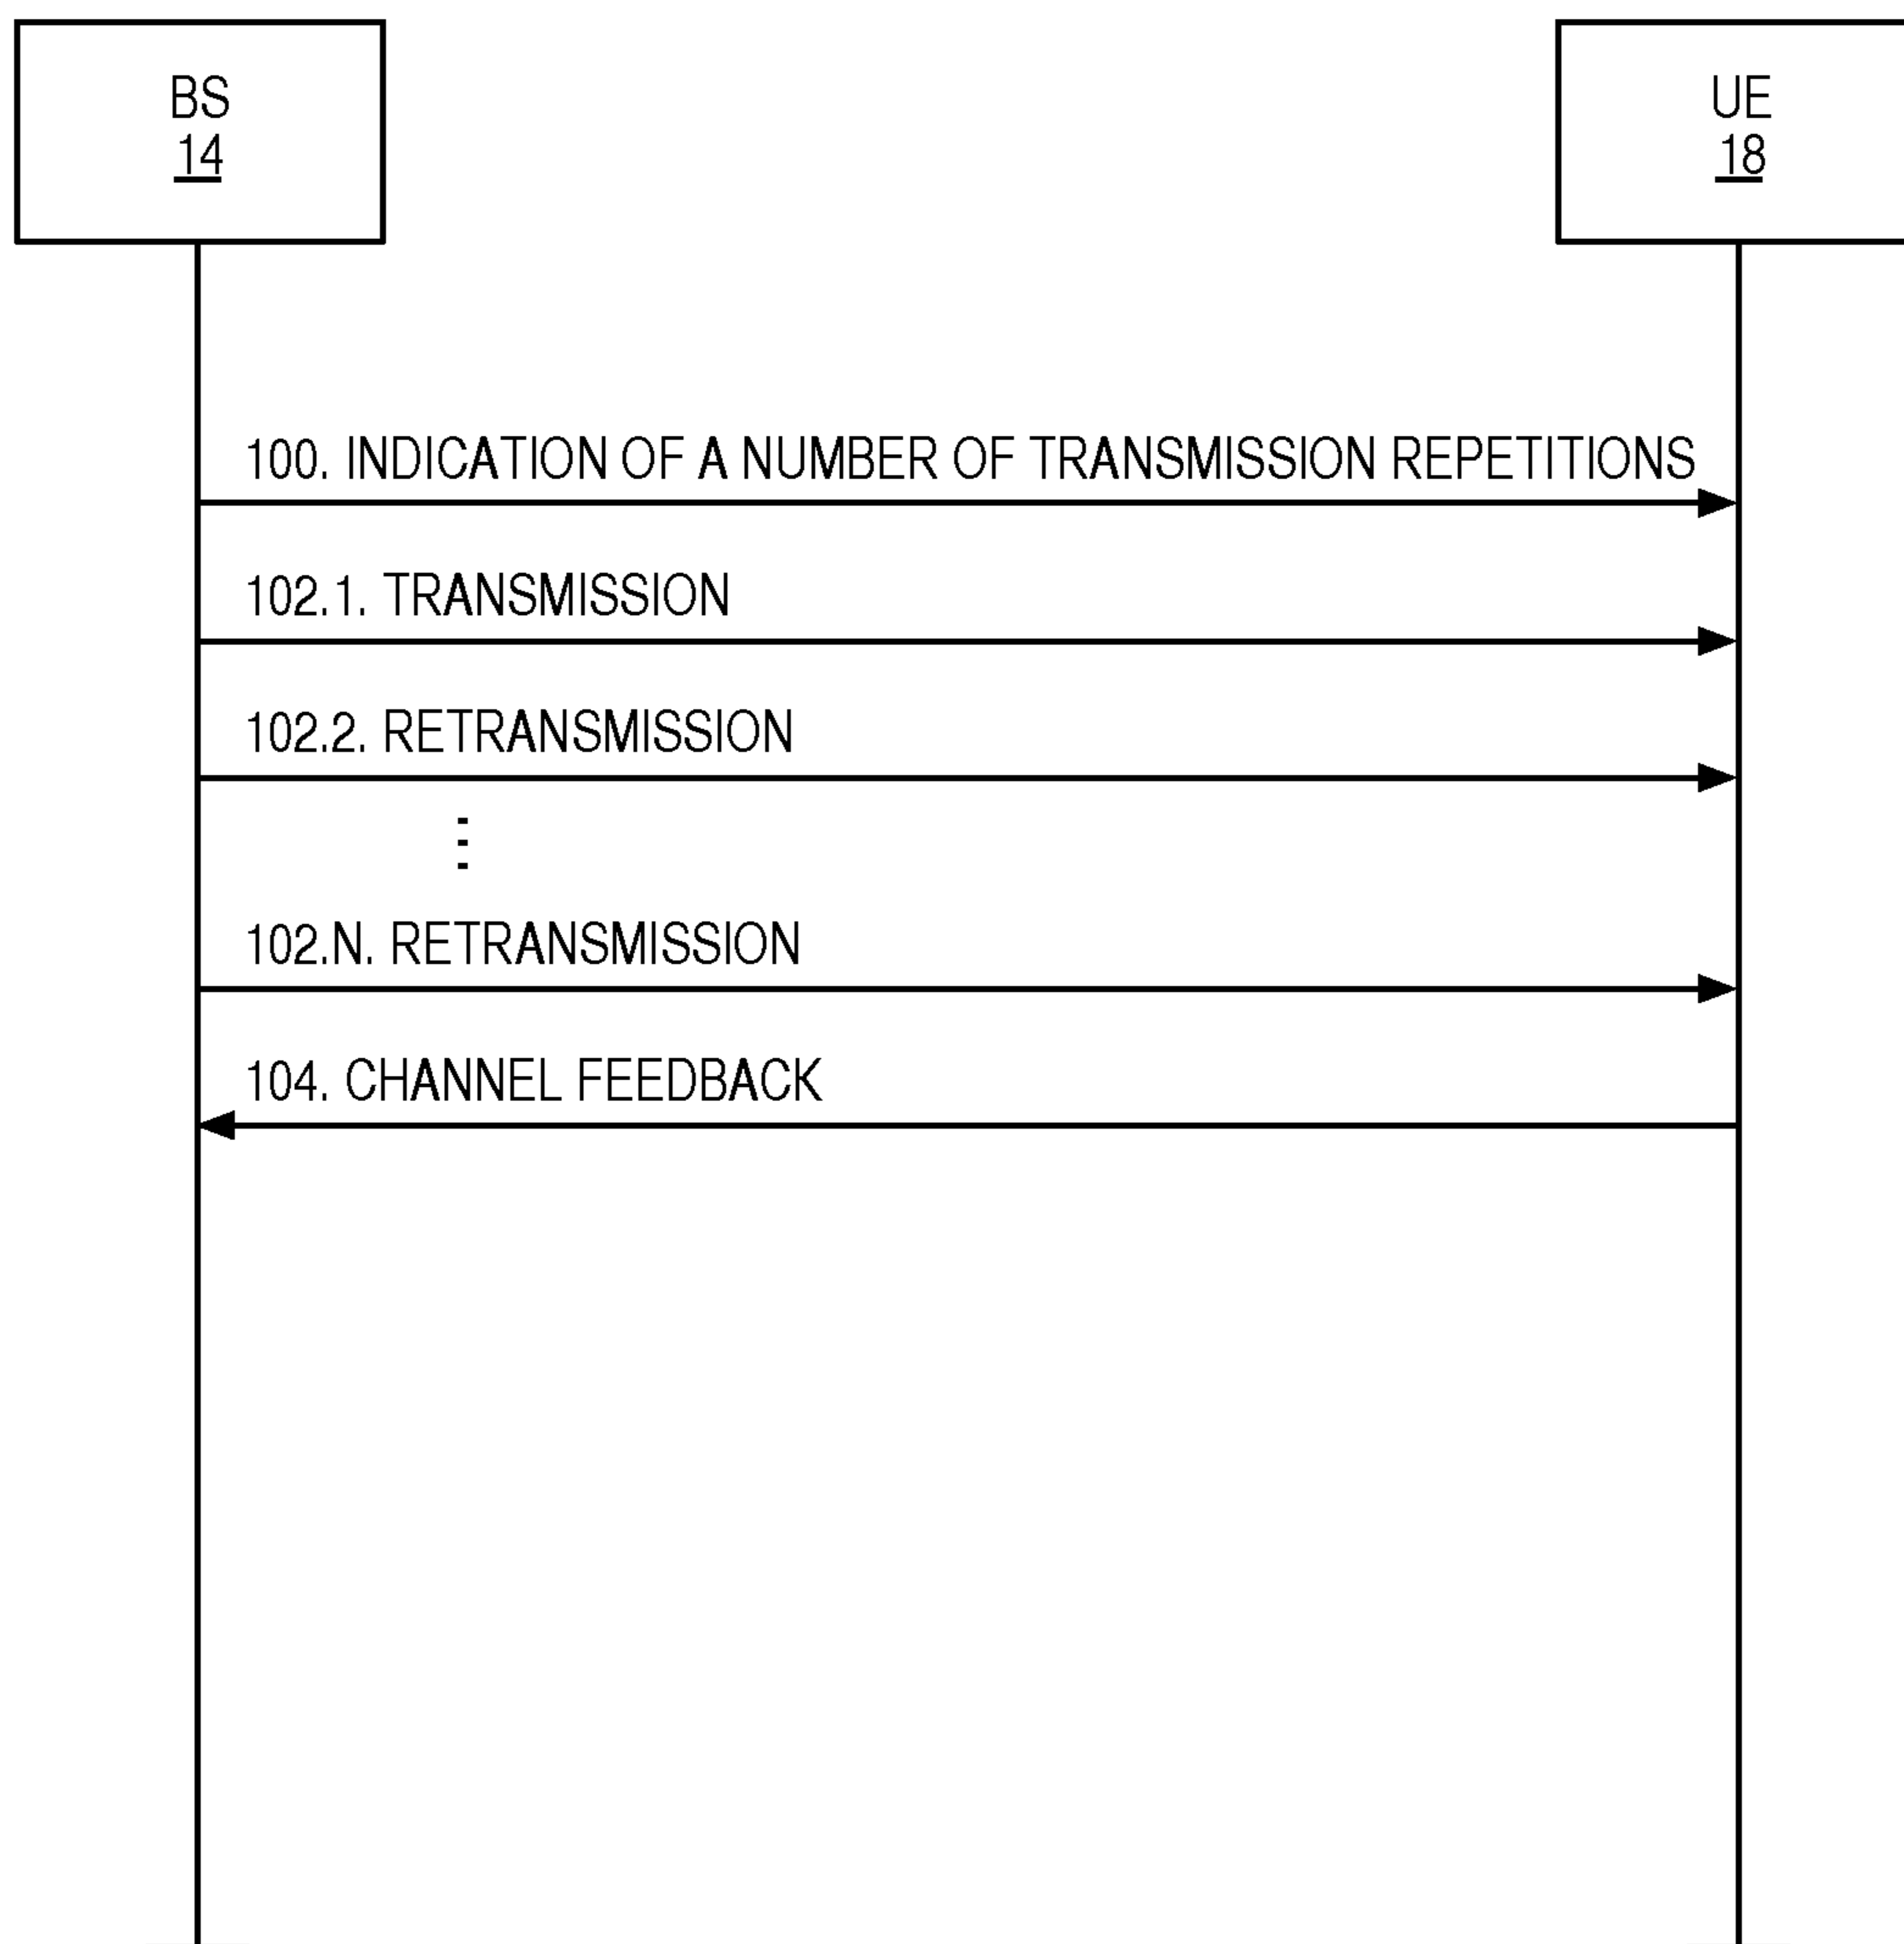 BS
14
UE
18
100. INDICATION OF A NUMBER OF TRANSMISSION REPETITIONS
102.1. TRANSMISSION
102.2. RETRANSMISSION
102.N. RETRANSMISSION
104. CHANNEL FEEDBACK